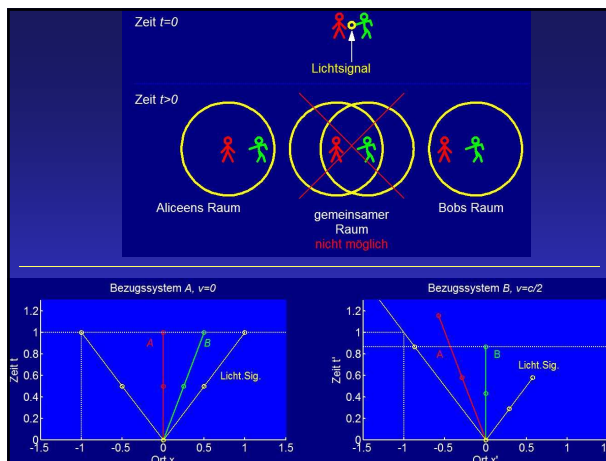 Zeit t=0
Lichtsignal
Zeit t>0
Aliceens Raum
gemeinsamer
Raum
nicht möglich
Bobs Raum
Bezugssystem A, v=0
1.2
1
0.8
0.6
0.4
0.2
0
Zeit t
A
B
Licht.Sig.
-1.5
-1
-0.5
0
0.5
1
1.5
Ort x
Bezugssystem B, v=c/2
1.2
1
0.8
0.6
0.4
0.2
0
Zeit t'
A
B
Licht.Sig.
-1.5
-1
-0.5
0
0.5
1
1.5
Ort x'